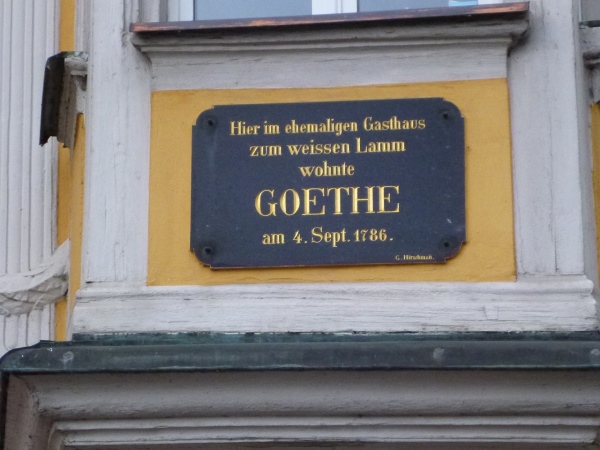 Hier im ehemaligen Gasthaus
zum weissen Lamm
wohnte
GOETHE
am 4. Sept. 1786.